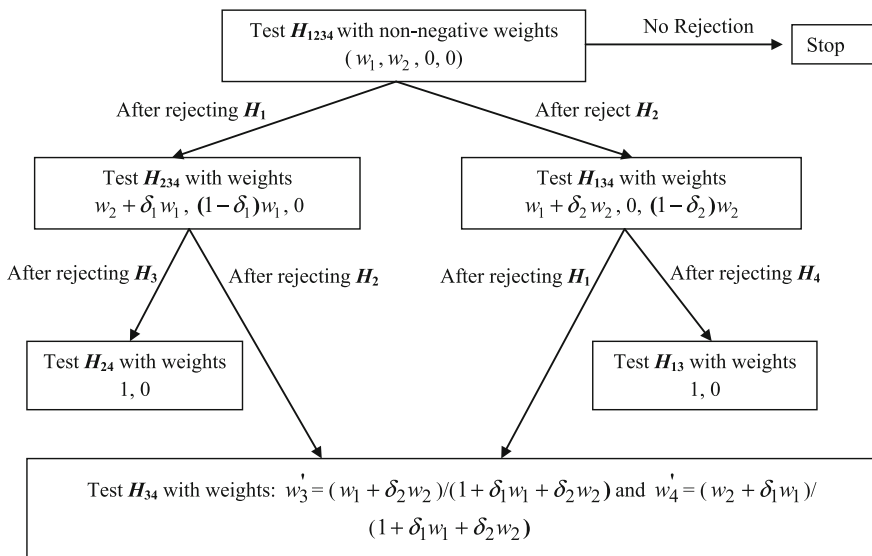 Test H₁₂₃₄ with non-negative weights
(w₁, w₂, 0, 0)
No Rejection
Stop
After rejecting H₁
After reject H₂
Test H₂₃₄ with weights
w₂ + δ₁w₁, (1−δ₁)w₁, 0
Test H₁₃₄ with weights
w₁ + δ₂w₂, 0, (1−δ₂)w₂
After rejecting H₃
After rejecting H₂
After rejecting H₁
After rejecting H₄
Test H₂₄ with weights
1, 0
Test H₁₃ with weights
1, 0
Test H₃₄ with weights: w₃' = (w₁ + δ₂w₂)/(1 + δ₁w₁ + δ₂w₂) and w₄' = (w₂ + δ₁w₁)/
(1 + δ₁w₁ + δ₂w₂)